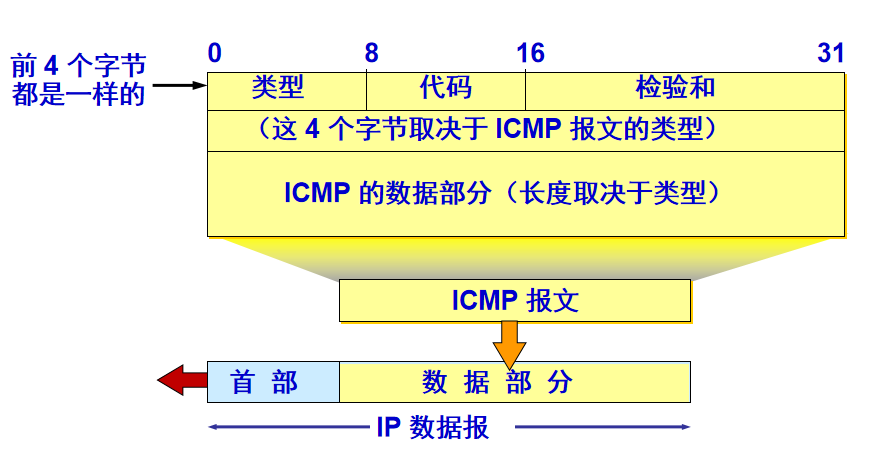 0 8 16 31
前 4 个字节
都是一样的
类型 代码 检验和
（这 4 个字节取决于 ICMP 报文的类型）
ICMP 的数据部分（长度取决于类型）
ICMP 报文
首 部 数 据 部 分
IP 数据报